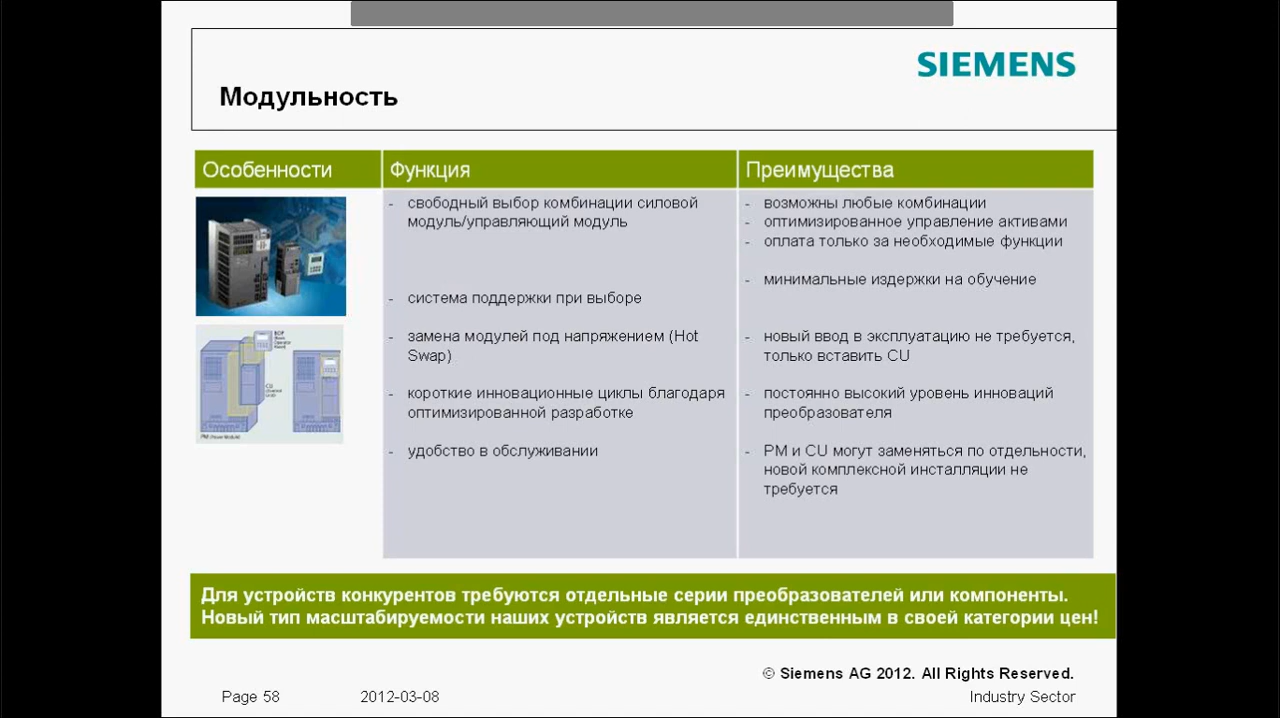 SIEMENS
Модульность
Особенности
Функция
Преимущества
- свободный выбор комбинации силовой
модуль/управляющий модуль
- система поддержки при выборе
- замена модулей под напряжением (Hot
Swap)
- короткие инновационные циклы благодаря
оптимизированной разработке
- удобство в обслуживании
- возможны любые комбинации
- оптимизированное управление активами
- оплата только за необходимые функции
- минимальные издержки на обучение
- новый ввод в эксплуатацию не требуется,
только вставить CU
- постоянно высокий уровень инноваций
преобразователя
- PM и CU могут заменяться по отдельности,
новой комплексной инсталляции не
требуется
BOP
CU
PM (Power Module)
Для устройств конкурентов требуются отдельные серии преобразователей или компоненты.
Новый тип масштабируемости наших устройств является единственным в своей категории цен!
© Siemens AG 2012. All Rights Reserved.
Page 58
2012-03-08
Industry Sector